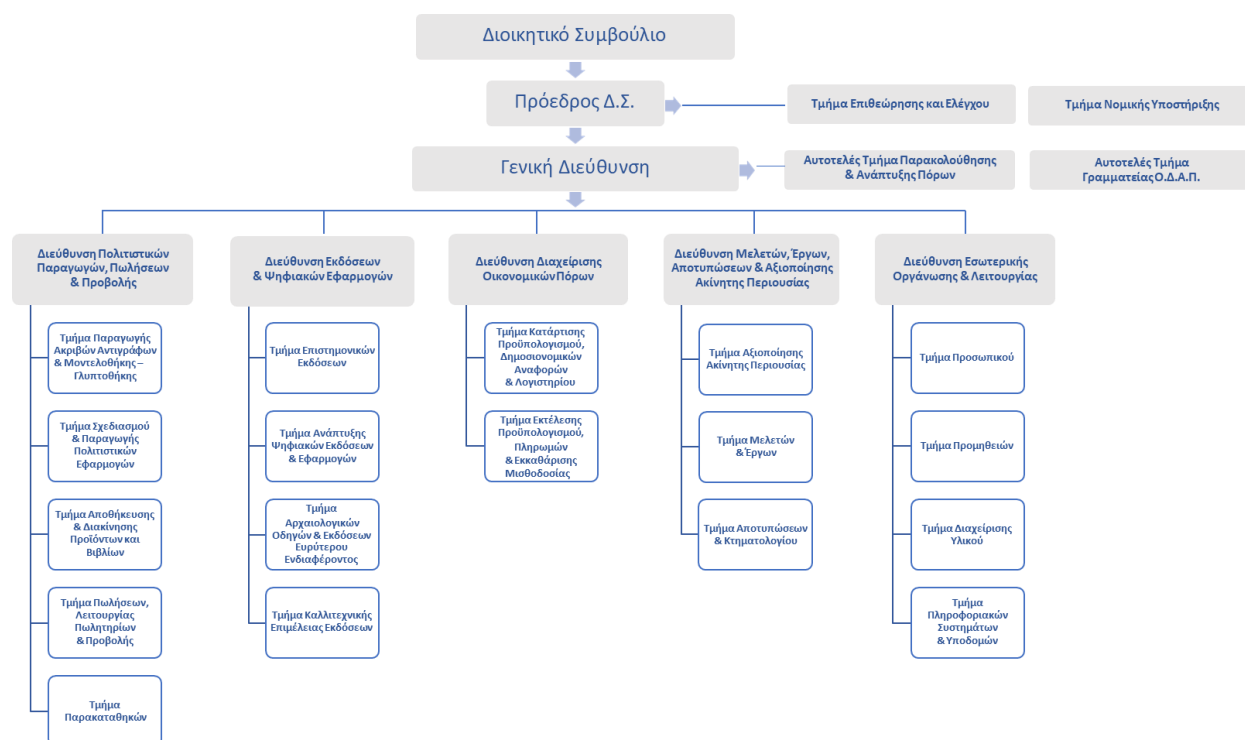 Διοικητικό Συμβούλιο
Πρόεδρος Δ.Σ.
Τμήμα Επιθεώρησης και Ελέγχου
Τμήμα Νομικής Υποστήριξης
Γενική Διεύθυνση
Αυτοτελές Τμήμα Παρακολούθησης
& Ανάπτυξης Πόρων
Αυτοτελές Τμήμα
Γραμματείας Ο.Δ.Α.Π.
Διεύθυνση Πολιτιστικών
Παραγωγών, Πωλήσεων
& Προβολής
Τμήμα Παραγωγής
Ακριβών Αντιγράφων
& Μοντελοθήκης –
Γλυπτοθήκης
Τμήμα Σχεδιασμού
& Παραγωγής
Πολιτιστικών
Εφαρμογών
Τμήμα Αποθήκευσης
& Διακίνησης
Προϊόντων και
Βιβλίων
Τμήμα Πωλήσεων,
Λειτουργίας
Πωλητηρίων
& Προβολής
Τμήμα
Παρακαταθηκών
Διεύθυνση Εκδόσεων
& Ψηφιακών Εφαρμογών
Τμήμα Επιστημονικών
Εκδόσεων
Τμήμα Ανάπτυξης
Ψηφιακών Εκδόσεων
& Εφαρμογών
Τμήμα
Αρχαιολογικών
Οδηγών & Εκδόσεων
Ευρύτερου
Ενδιαφέροντος
Τμήμα Καλλιτεχνικής
Επιμέλειας Εκδόσεων
Διεύθυνση Διαχείρισης
Οικονομικών Πόρων
Τμήμα Κατάρτισης
Προϋπολογισμού,
Δημοσιονομικών
Αναφορών
& Λογιστηρίου
Τμήμα Εκτέλεσης
Προϋπολογισμού,
Πληρωμών
& Εκκαθάρισης
Μισθοδοσίας
Διεύθυνση Μελετών, Έργων,
Αποτυπώσεων & Αξιοποίησης
Ακίνητης Περιουσίας
Τμήμα Αξιοποίησης
Ακίνητης Περιουσίας
Τμήμα Μελετών
& Έργων
Τμήμα Αποτυπώσεων
& Κτηματολογίου
Διεύθυνση Εσωτερικής
Οργάνωσης & Λειτουργίας
Τμήμα Προσωπικού
Τμήμα Προμηθειών
Τμήμα Διαχείρισης
Υλικού
Τμήμα
Πληροφοριακών
Συστημάτων
& Υποδομών